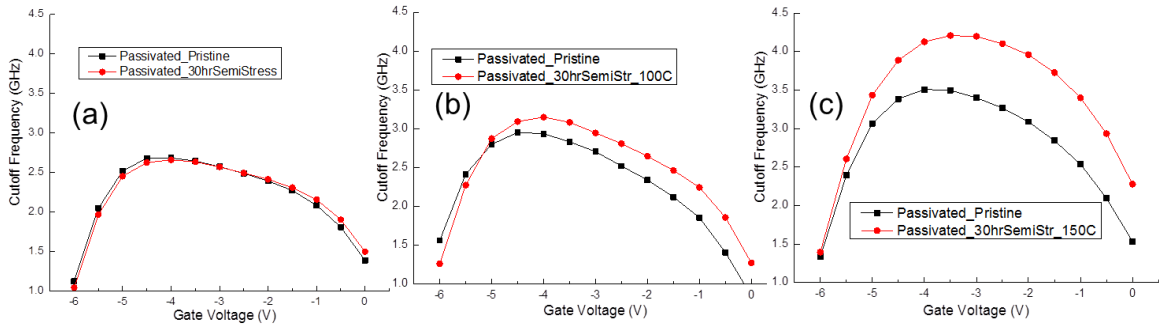 4.5
4.0
3.5
3.0
2.5
2.0
1.5
1.0
Cutoff Frequency (GHz)
Passivated_Pristine
Passivated_30hrSemiStress
(a)
-6 -5 -4 -3 -2 -1 0
Gate Voltage (V)
4.5
4.0
3.5
3.0
2.5
2.0
1.5
1.0
Cutoff Frequency (GHz)
Passivated_Pristine
Passivated_30hrSemiStr_100C
(b)
-6 -5 -4 -3 -2 -1 0
Gate Voltage (V)
4.5
4.0
3.5
3.0
2.5
2.0
1.5
1.0
Cutoff Frequency (GHz)
(c)
Passivated_Pristine
Passivated_30hrSemiStr_150C
-6 -5 -4 -3 -2 -1 0
Gate Voltage (V)